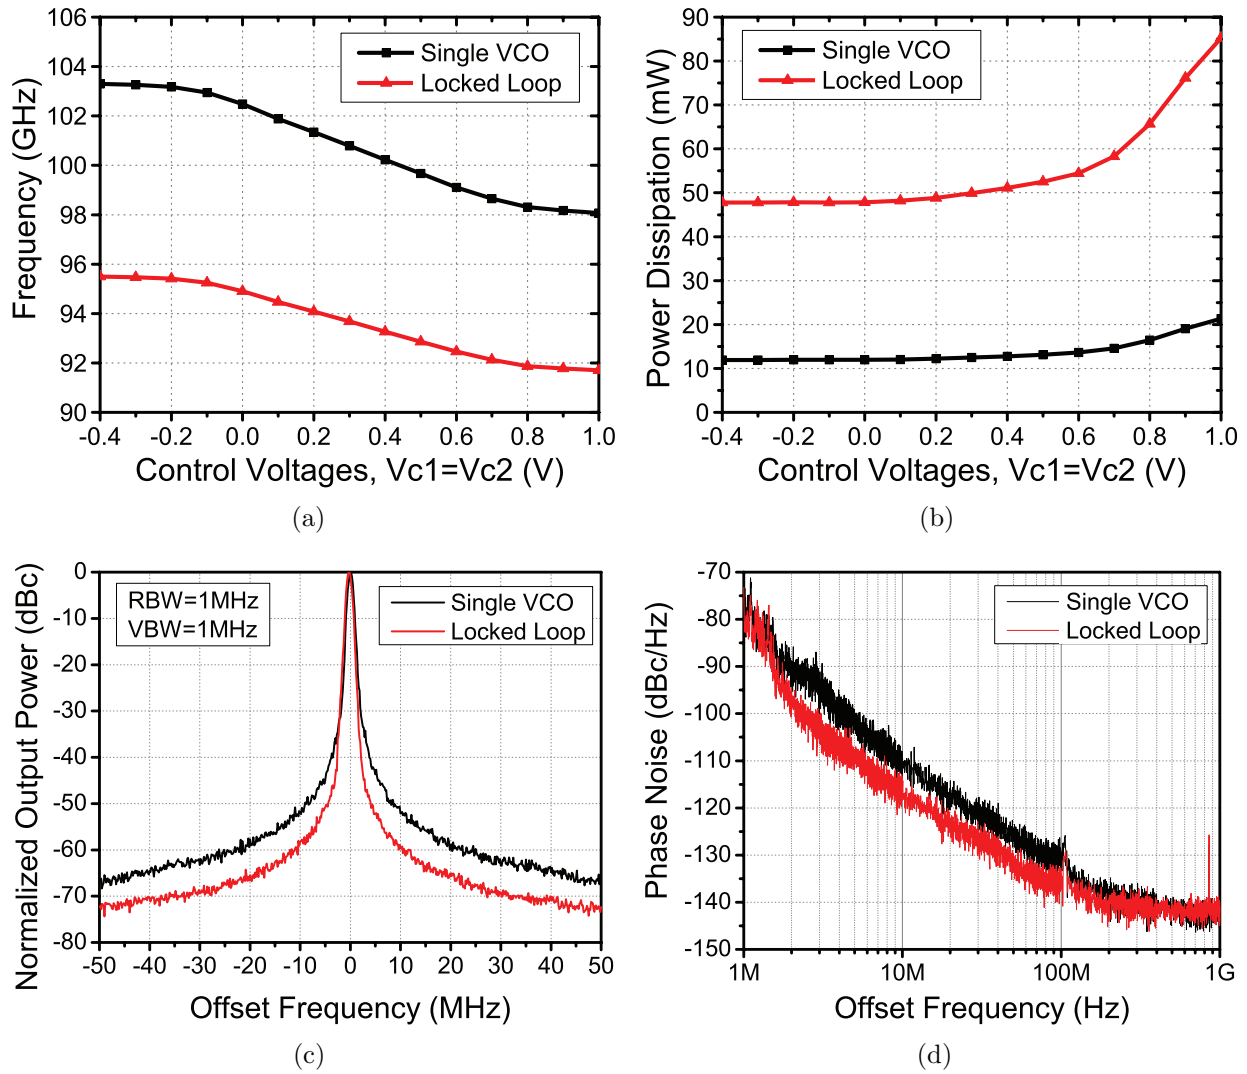 106
104
102
100
98
96
94
92
90
Frequency (GHz)
Single VCO
Locked Loop
-0.4 -0.2 0.0 0.2 0.4 0.6 0.8 1.0
Control Voltages, Vc1=Vc2 (V)
(a)
90
80
70
60
50
40
30
20
10
0
Power Dissipation (mW)
Single VCO
Locked Loop
-0.4 -0.2 0.0 0.2 0.4 0.6 0.8 1.0
Control Voltages, Vc1=Vc2 (V)
(b)
0
-10
-20
-30
-40
-50
-60
-70
-80
Normalized Output Power (dBc)
RBW=1MHz
VBW=1MHz
Single VCO
Locked Loop
-50 -40 -30 -20 -10 0 10 20 30 40 50
Offset Frequency (MHz)
(c)
-70
-80
-90
-100
-110
-120
-130
-140
-150
Phase Noise (dBc/Hz)
Single VCO
Locked Loop
1M 10M 100M 1G
Offset Frequency (Hz)
(d)